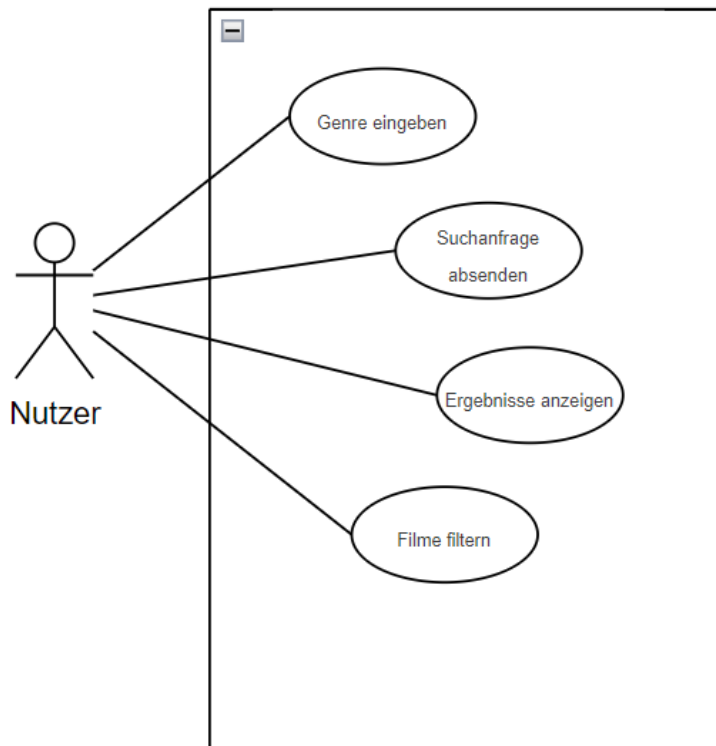 Genre eingeben
Suchanfrage
absenden
Nutzer
Ergebnisse anzeigen
Filme filtern